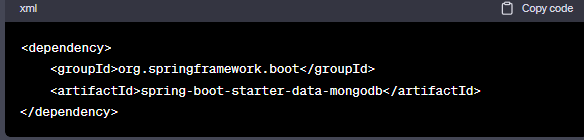 xml
Copy code
<dependency>
    <groupId>org.springframework.boot</groupId>
    <artifactId>spring-boot-starter-data-mongodb</artifactId>
</dependency>